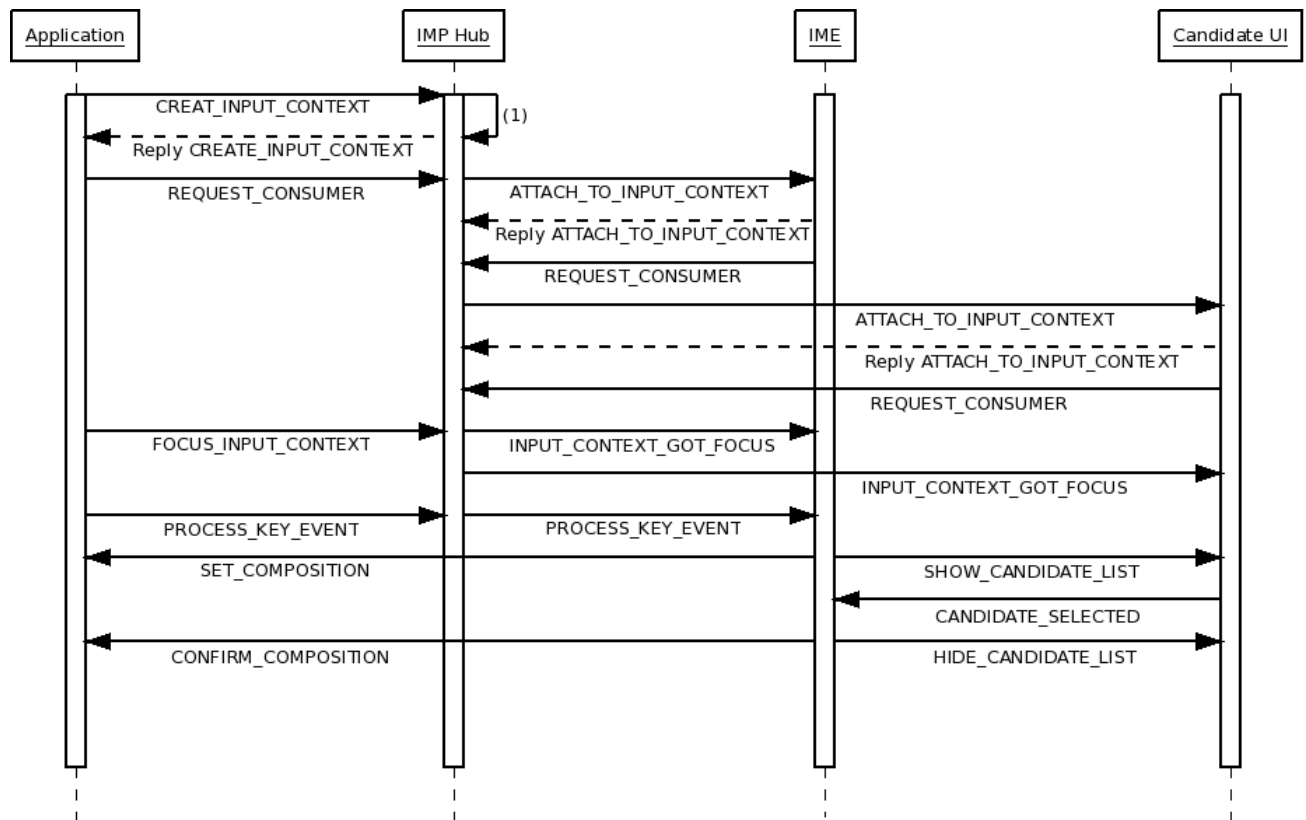 Application
IMP Hub
IME
Candidate UI
CREAT_INPUT_CONTEXT
(1)
Reply CREATE_INPUT_CONTEXT
REQUEST_CONSUMER
ATTACH_TO_INPUT_CONTEXT
Reply ATTACH_TO_INPUT_CONTEXT
REQUEST_CONSUMER
ATTACH_TO_INPUT_CONTEXT
Reply ATTACH_TO_INPUT_CONTEXT
REQUEST_CONSUMER
FOCUS_INPUT_CONTEXT
INPUT_CONTEXT_GOT_FOCUS
INPUT_CONTEXT_GOT_FOCUS
PROCESS_KEY_EVENT
PROCESS_KEY_EVENT
SET_COMPOSITION
SHOW_CANDIDATE_LIST
CANDIDATE_SELECTED
CONFIRM_COMPOSITION
HIDE_CANDIDATE_LIST